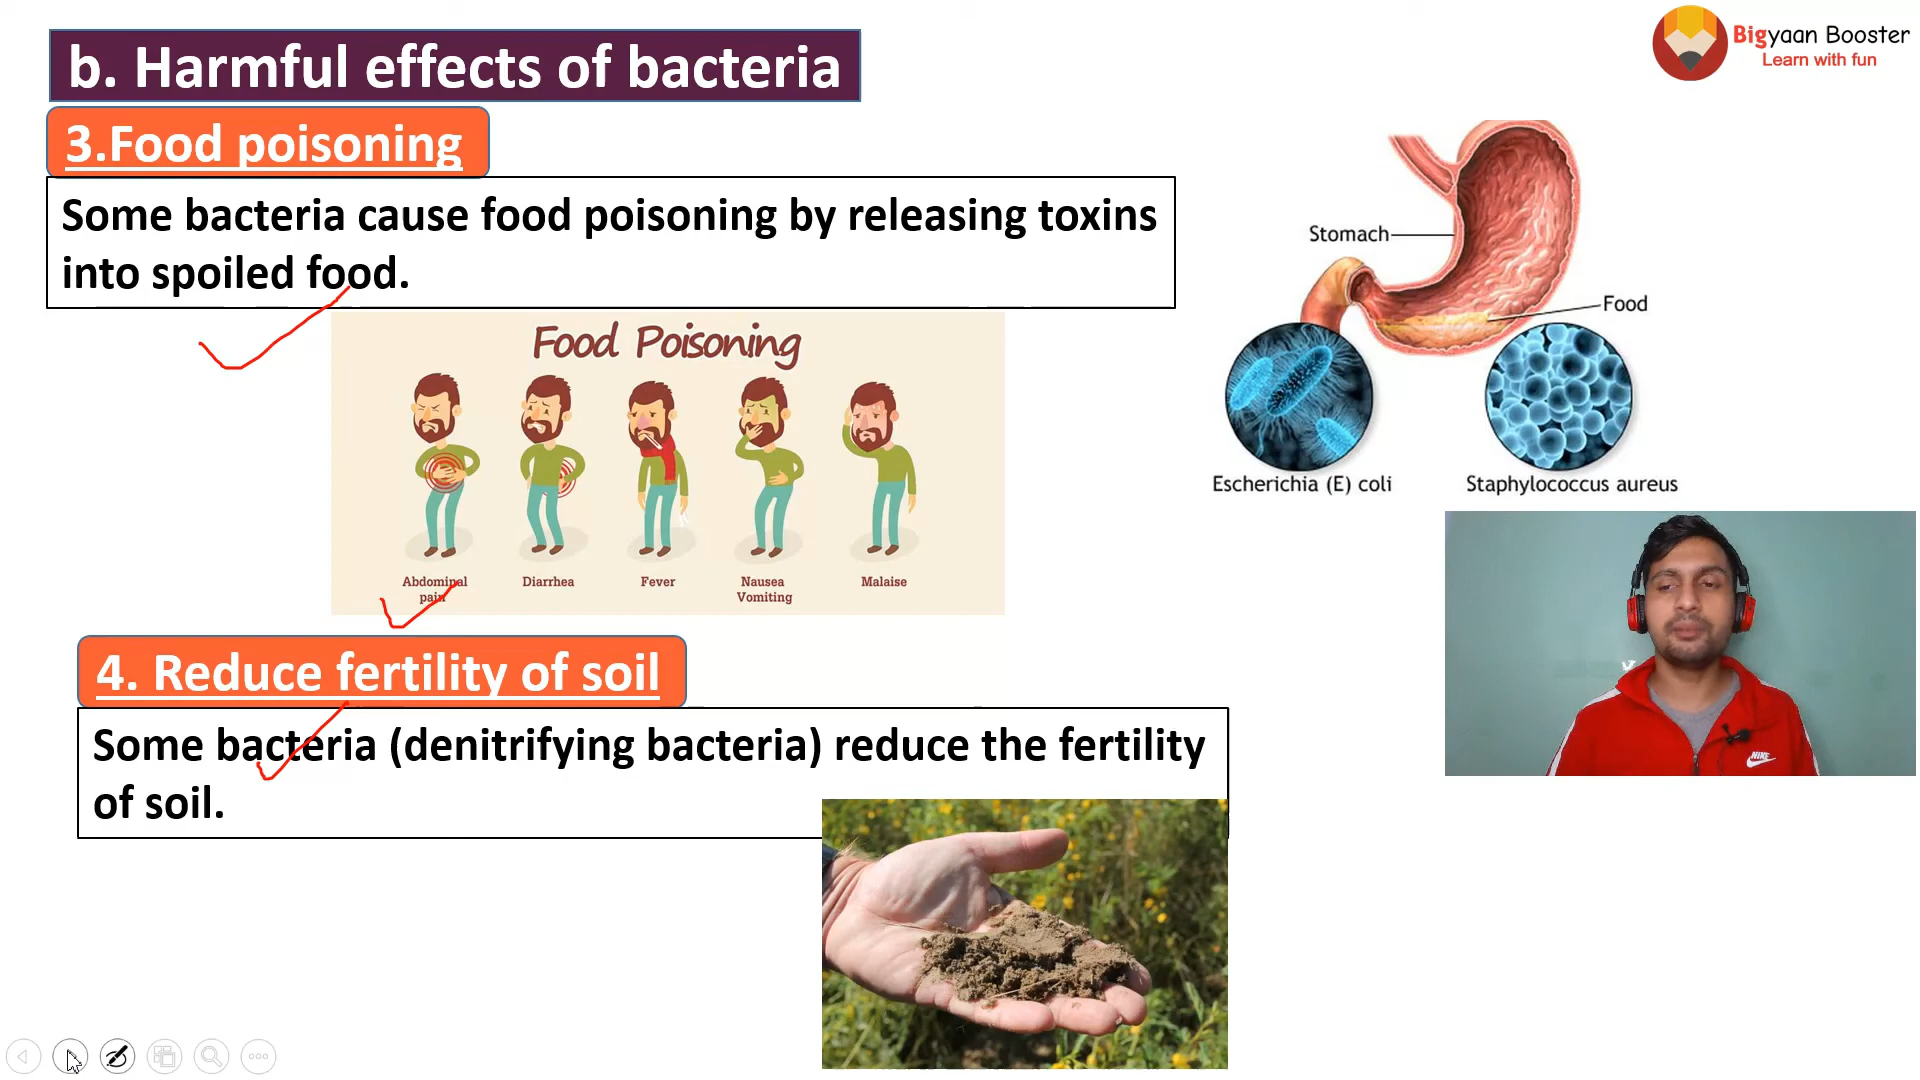 b. Harmful effects of bacteria
Bigyaan Booster
Learn with fun
3.Food poisoning
Some bacteria cause food poisoning by releasing toxins
into spoiled food.
Stomach
Food
Escherichia (E) coli
Staphylococcus aureus
Food Poisoning
Abdominal
pain
Diarrhea
Fever
Nausea
Vomiting
Malaise
NIKE
4. Reduce fertility of soil
Some bacteria (denitrifying bacteria) reduce the fertility
of soil.